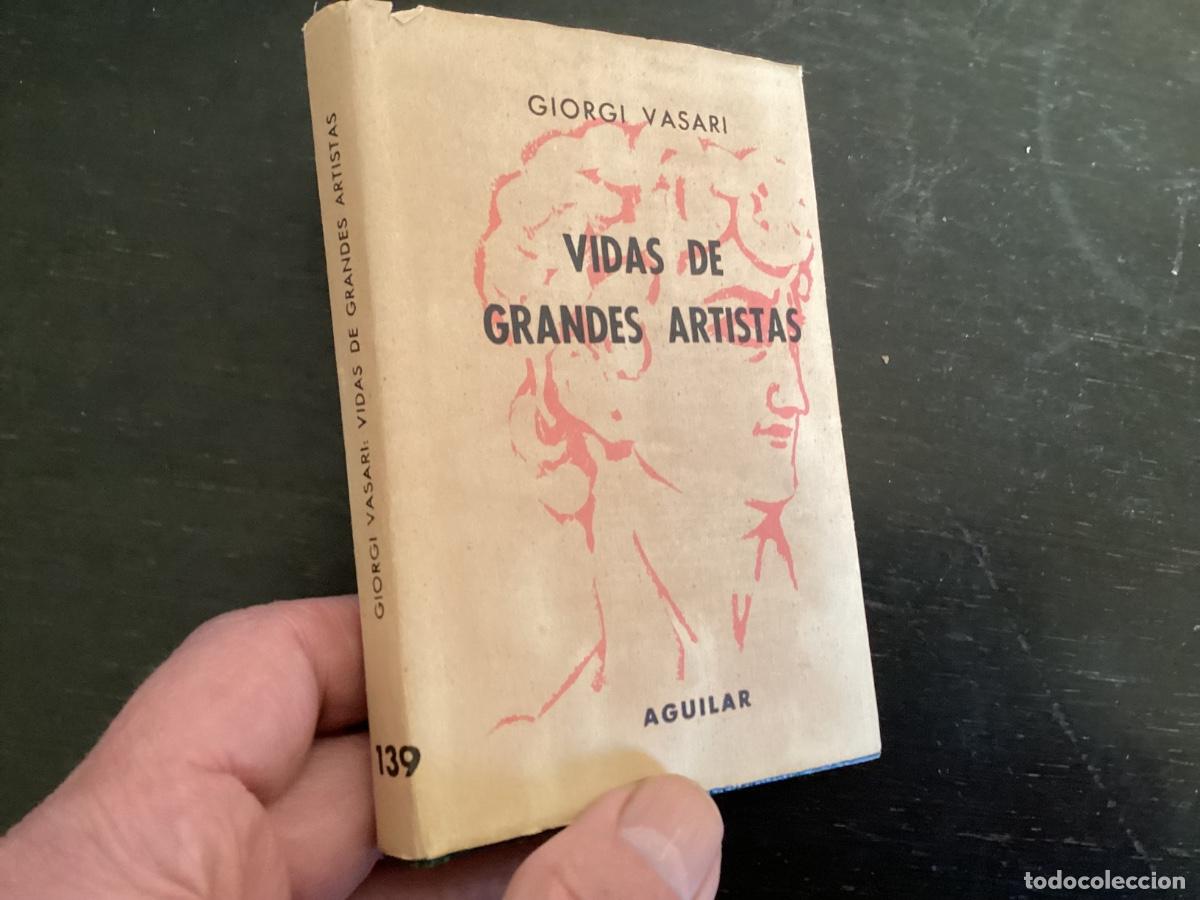 GIORGI VASARI
VIDAS DE
GRANDES ARTISTAS
AGUILAR
GIORGI VASARI: VIDAS DE GRANDES ARTISTAS
139
todocoleccion